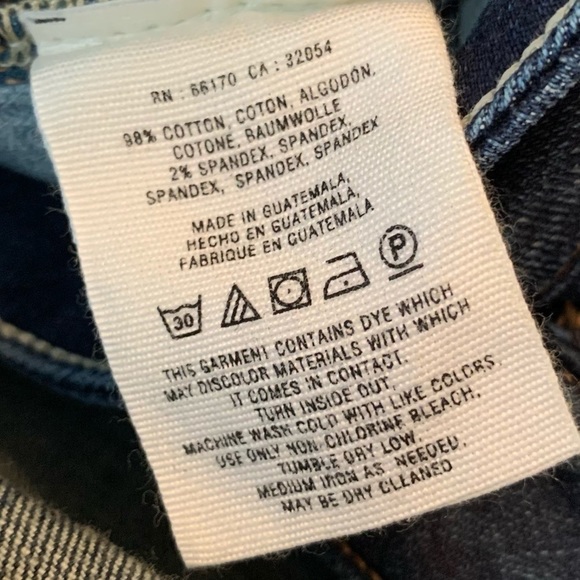 RN : 66170 CA : 32054
98% COTTON, COTON, ALGODÓN,
COTONE, BAUMWOLLE
2% SPANDEX, SPANDEX,
SPANDEX, SPANDEX, SPANDEX
MADE IN GUATEMALA,
HECHO EN GUATEMALA,
FABRIQUE EN GUATEMALA
30 P
THIS GARMENT CONTAINS DYE WHICH
MAY DISCOLOR MATERIALS WITH WHICH
IT COMES IN CONTACT.
TURN INSIDE OUT.
MACHINE WASH COLD WITH LIKE COLORS.
USE ONLY NON-CHLORINE BLEACH.
TUMBLE DRY LOW.
MEDIUM IRON AS NEEDED.
MAY BE DRY CLEANED